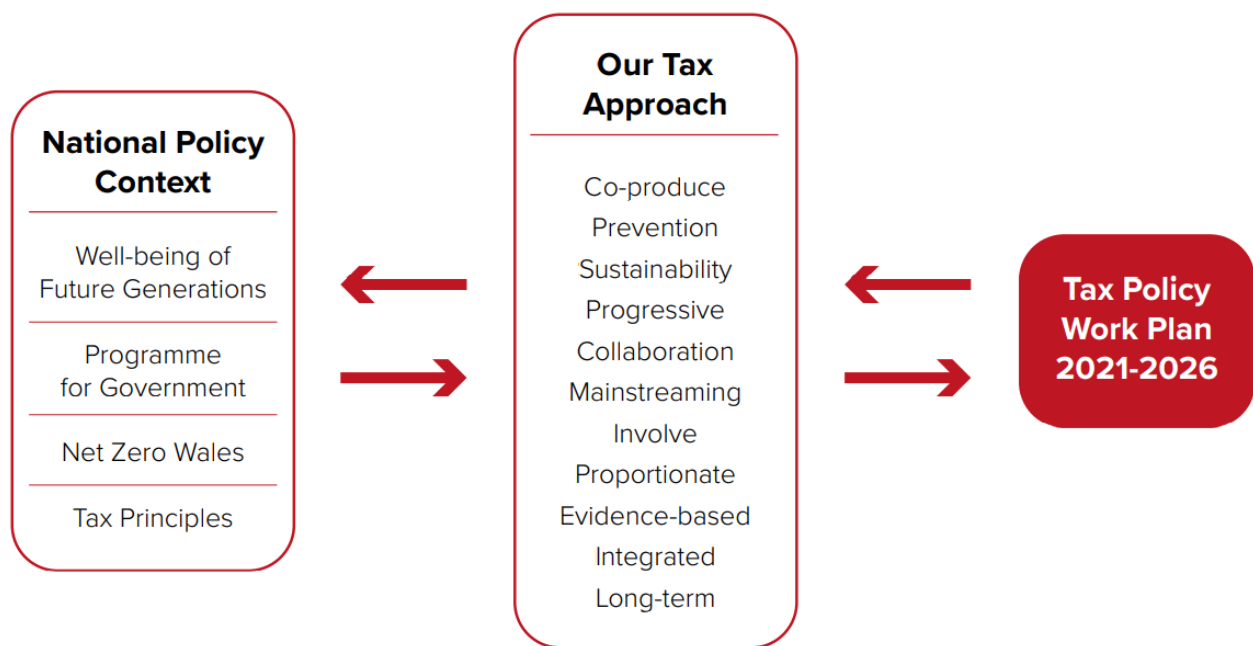 National Policy
Context
Well-being of
Future Generations
Programme
for Government
Net Zero Wales
Tax Principles
Our Tax
Approach
Co-produce
Prevention
Sustainability
Progressive
Collaboration
Mainstreaming
Involve
Proportionate
Evidence-based
Integrated
Long-term
Tax Policy
Work Plan
2021-2026